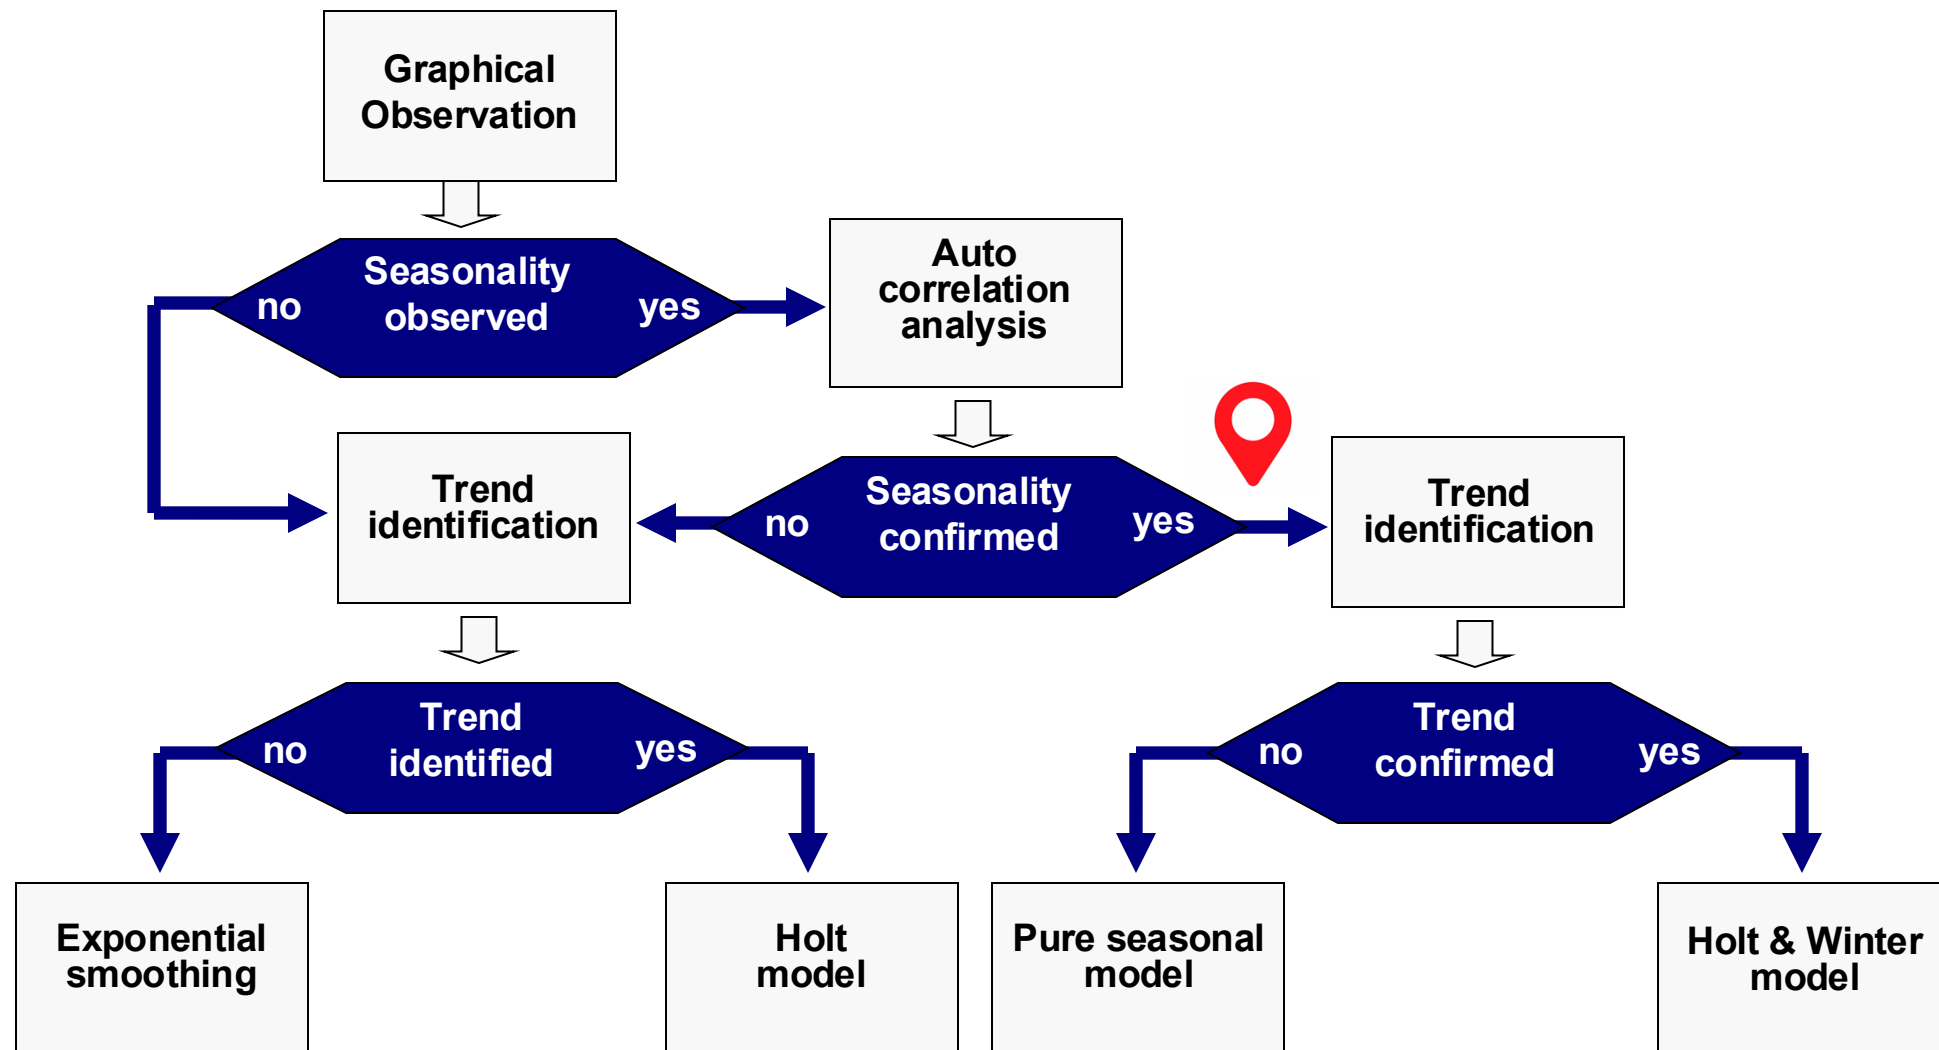 Graphical
Observation
Seasonality
observed
no
yes
Auto
correlation
analysis
Trend
identification
Seasonality
confirmed
no
yes
Trend
identification
Trend
identified
no
yes
Trend
confirmed
no
yes
Exponential
smoothing
Holt
model
Pure seasonal
model
Holt & Winter
model